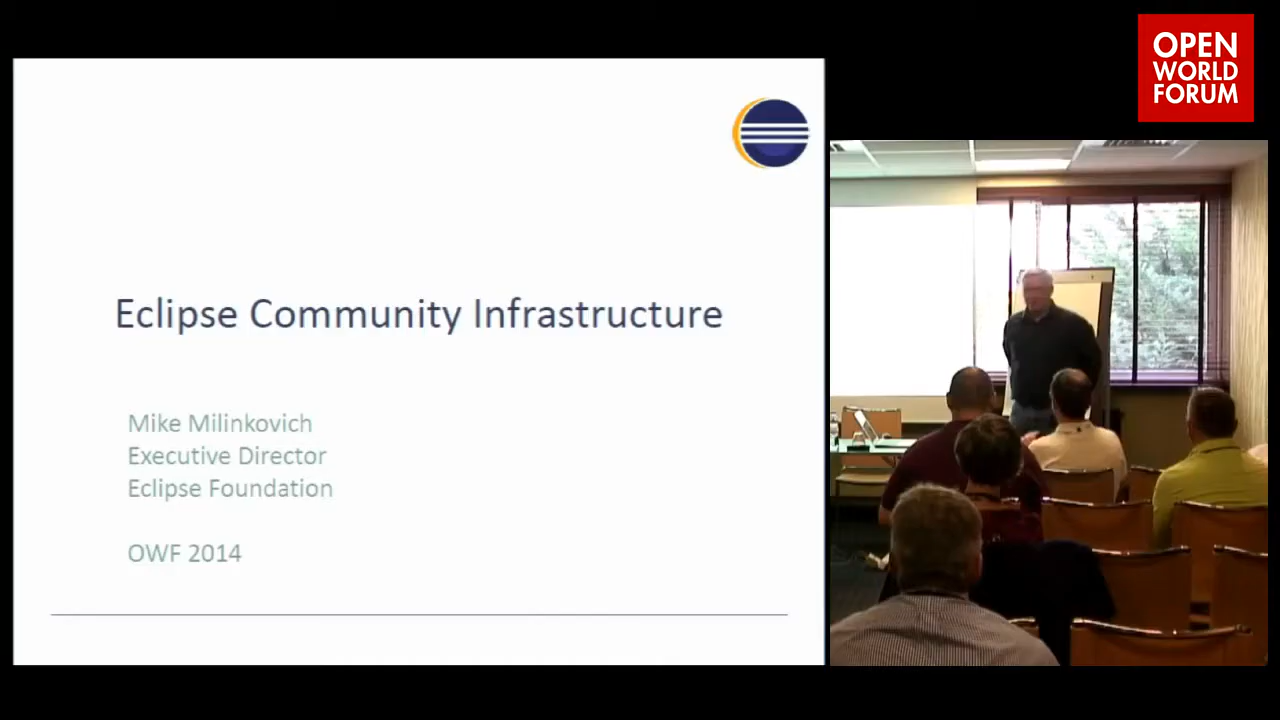 OPEN
WORLD
FORUM
Eclipse Community Infrastructure
Mike Milinkovich
Executive Director
Eclipse Foundation
OWF 2014